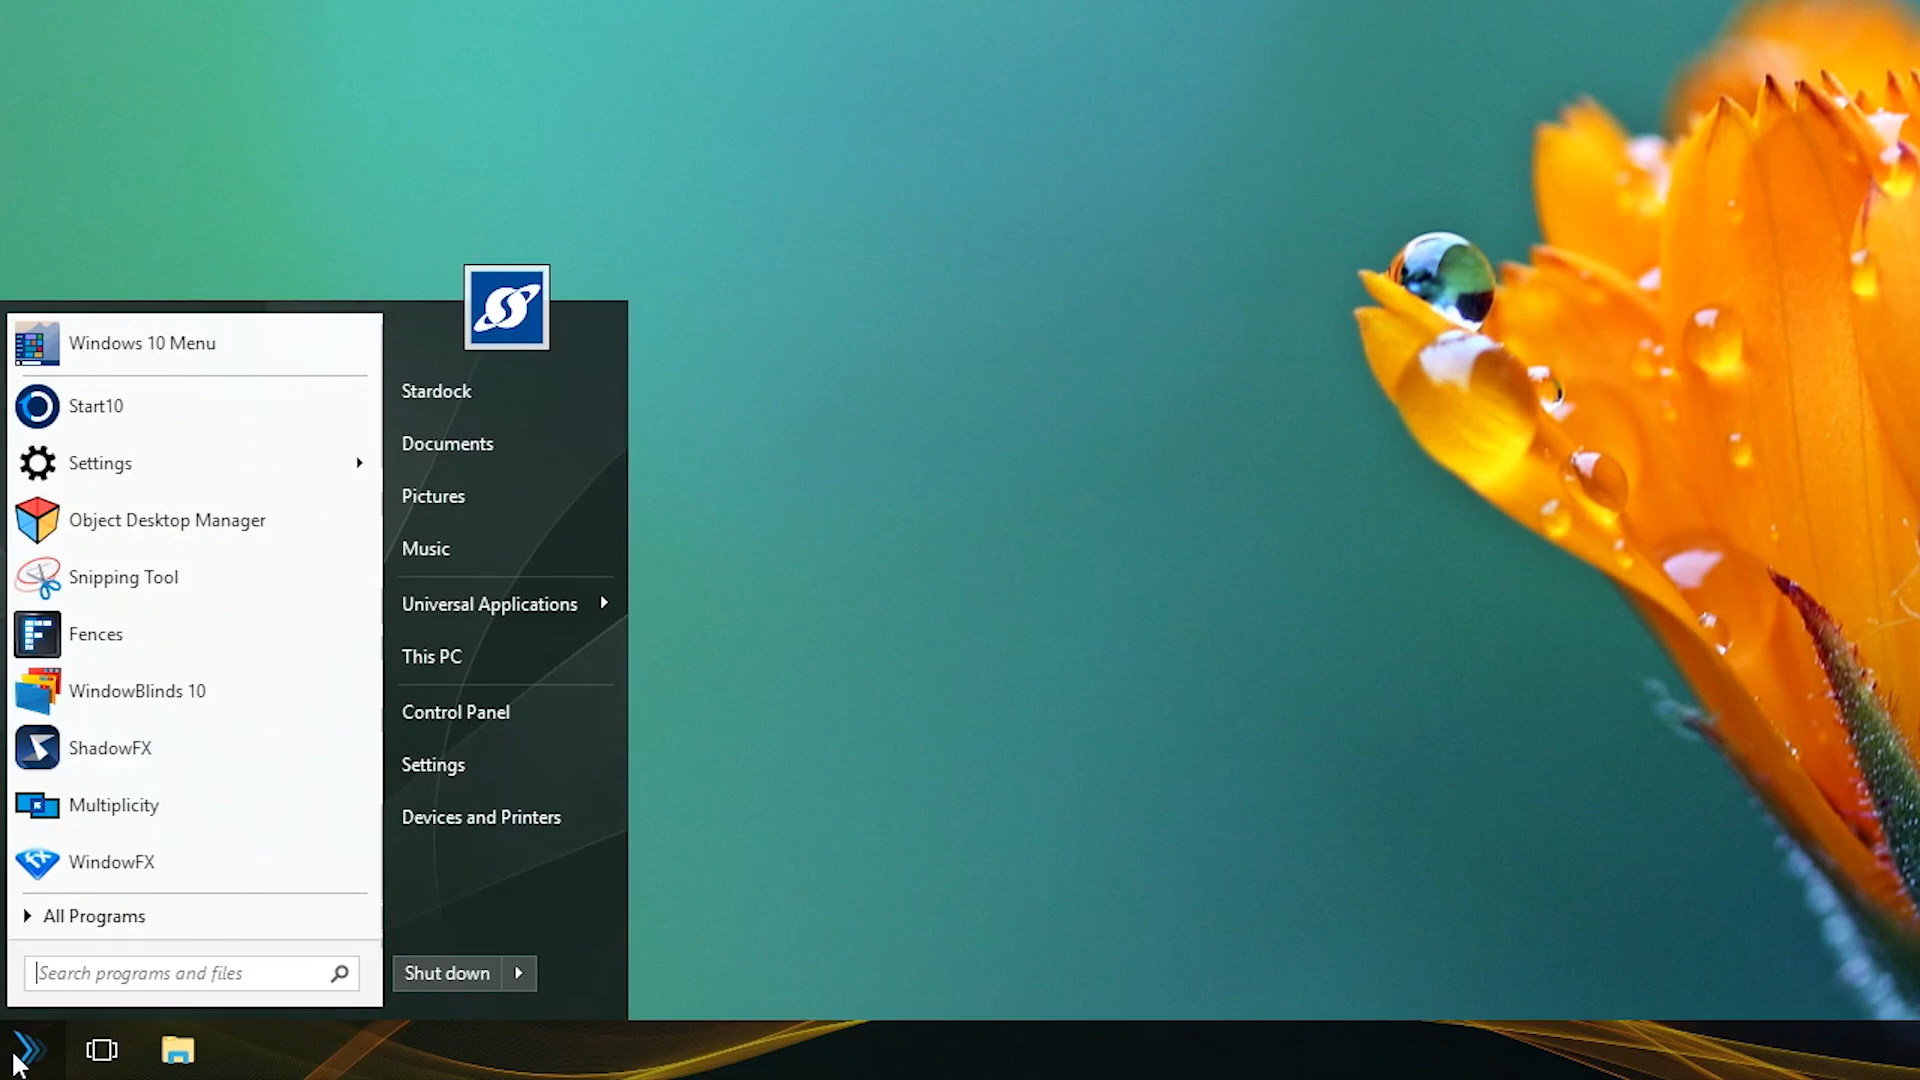 Windows 10 Menu
Start10
Settings
Object Desktop Manager
Snipping Tool
Fences
WindowBlinds 10
ShadowFX
Multiplicity
WindowFX
All Programs
Search programs and files
Stardock
Documents
Pictures
Music
Universal Applications
This PC
Control Panel
Settings
Devices and Printers
Shut down